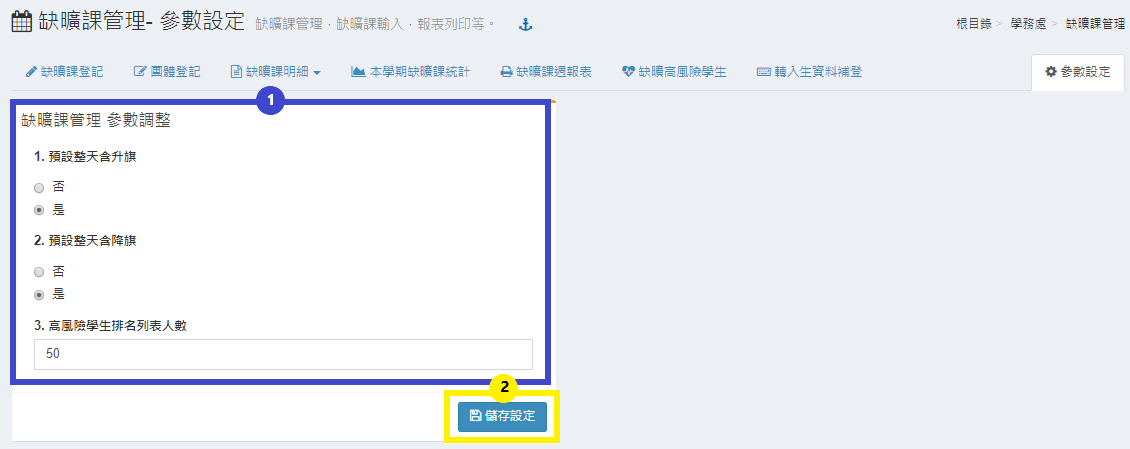 缺曠課管理- 參數設定 缺曠課管理．缺曠課輸入．報表列印等。
根目錄 > 學務處 > 缺曠課管理
缺曠課登記 團體登記 缺曠課明細 本學期缺曠課統計 缺曠課週報表 缺曠高風險學生 轉入生資料補登 參數設定
1
缺曠課管理 參數調整
1. 預設整天含升旗
否
是
2. 預設整天含降旗
否
是
3. 高風險學生排名列表人數
50
2
儲存設定